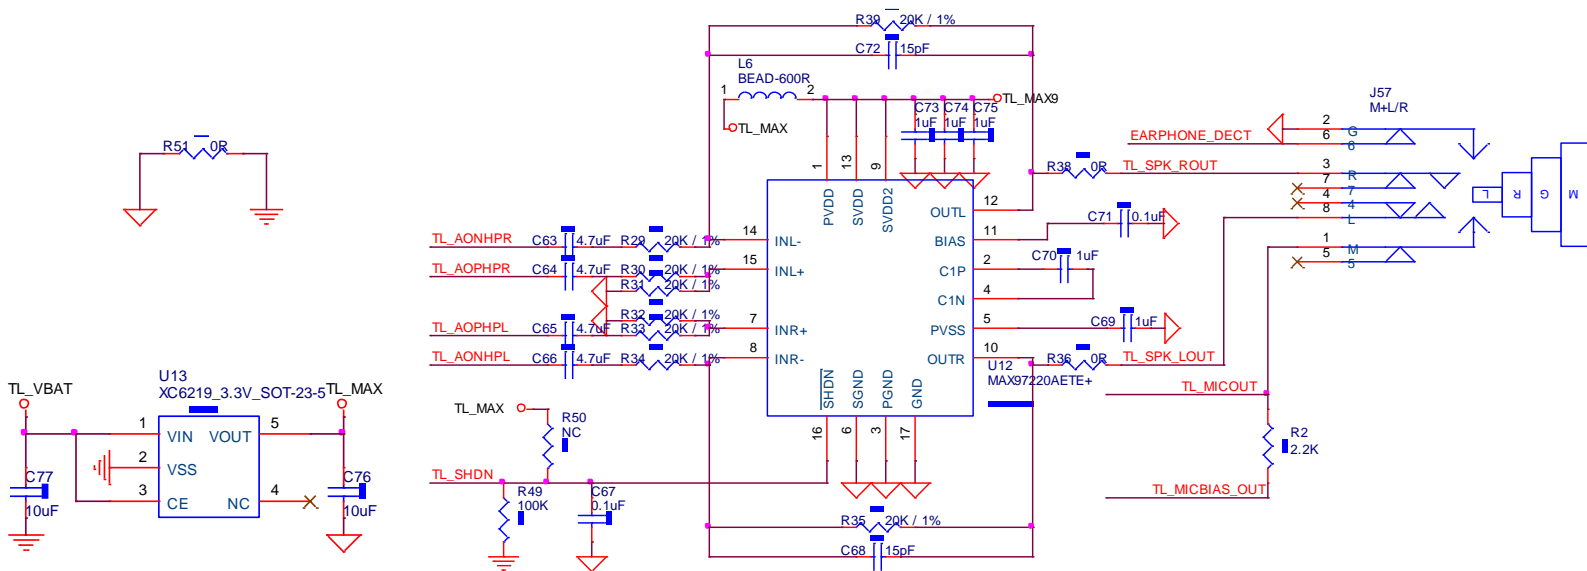 R39 20K / 1%
C72 15pF
L6
BEAD-600R
1 2
TL_MAX9
TL_MAX
C73 C74 C75
1uF 1uF 1uF
J57
M+L/R
R51 0R
EARPHONE_DECT
2 G
6 6
R38 0R
TL_SPK_ROUT
3 R
7 7
4 4
8 L
1 M
5 5
L R G M
1 13 9
PVDD SVDD SVDD2
12 OUTL
11 BIAS
2 C1P
4 C1N
5 PVSS
10 OUTR
C71 0.1uF
C70 1uF
C69 1uF
R36 0R
TL_SPK_LOUT
TL_AONHPR C63 4.7uF R29 20K / 1% 14 INL-
TL_AOPHPR C64 4.7uF R30 20K / 1% 15 INL+
R31 20K / 1%
R32 20K / 1%
TL_AOPHPL C65 4.7uF R33 20K / 1% 7 INR+
TL_AONHPL C66 4.7uF R34 20K / 1% 8 INR-
U12
MAX97220AETE+
SHDN SGND PGND GND
16 6 3 17
TL_MICOUT
R2
2.2K
TL_MICBIAS_OUT
U13
XC6219_3.3V_SOT-23-5
TL_VBAT
TL_MAX
1 VIN VOUT 5
2 VSS
3 CE NC 4
C77
10uF
C76
10uF
TL_MAX
R50
NC
TL_SHDN
R49
100K
C67
0.1uF
R35 20K / 1%
C68 15pF